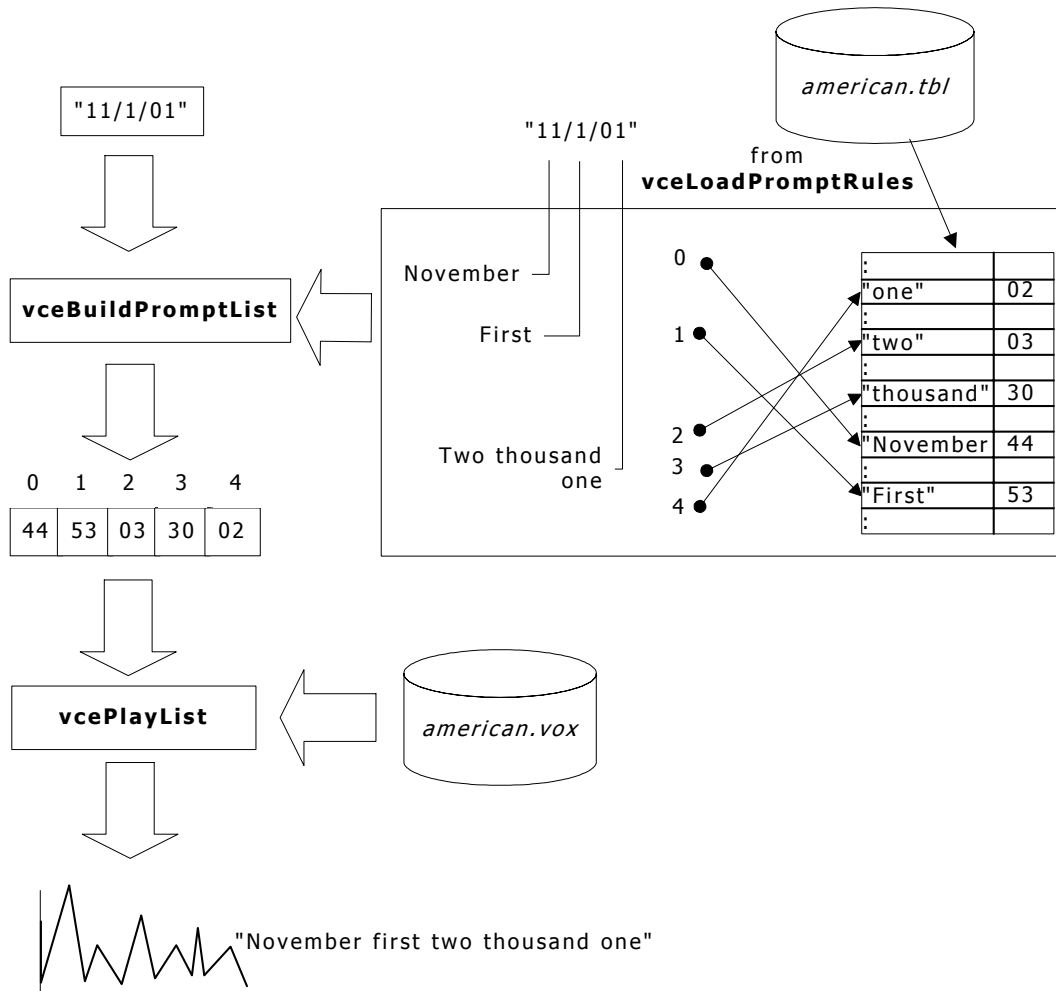 american.tbl
"11/1/01"
"11/1/01"
from
vceLoadPromptRules
November
First
Two thousand
one
0
1
2
3
4
:
"one" 02
:
"two" 03
:
"thousand" 30
:
"November 44
:
"First" 53
:
vceBuildPromptList
0 1 2 3 4
44 53 03 30 02
vcePlayList
american.vox
"November first two thousand one"